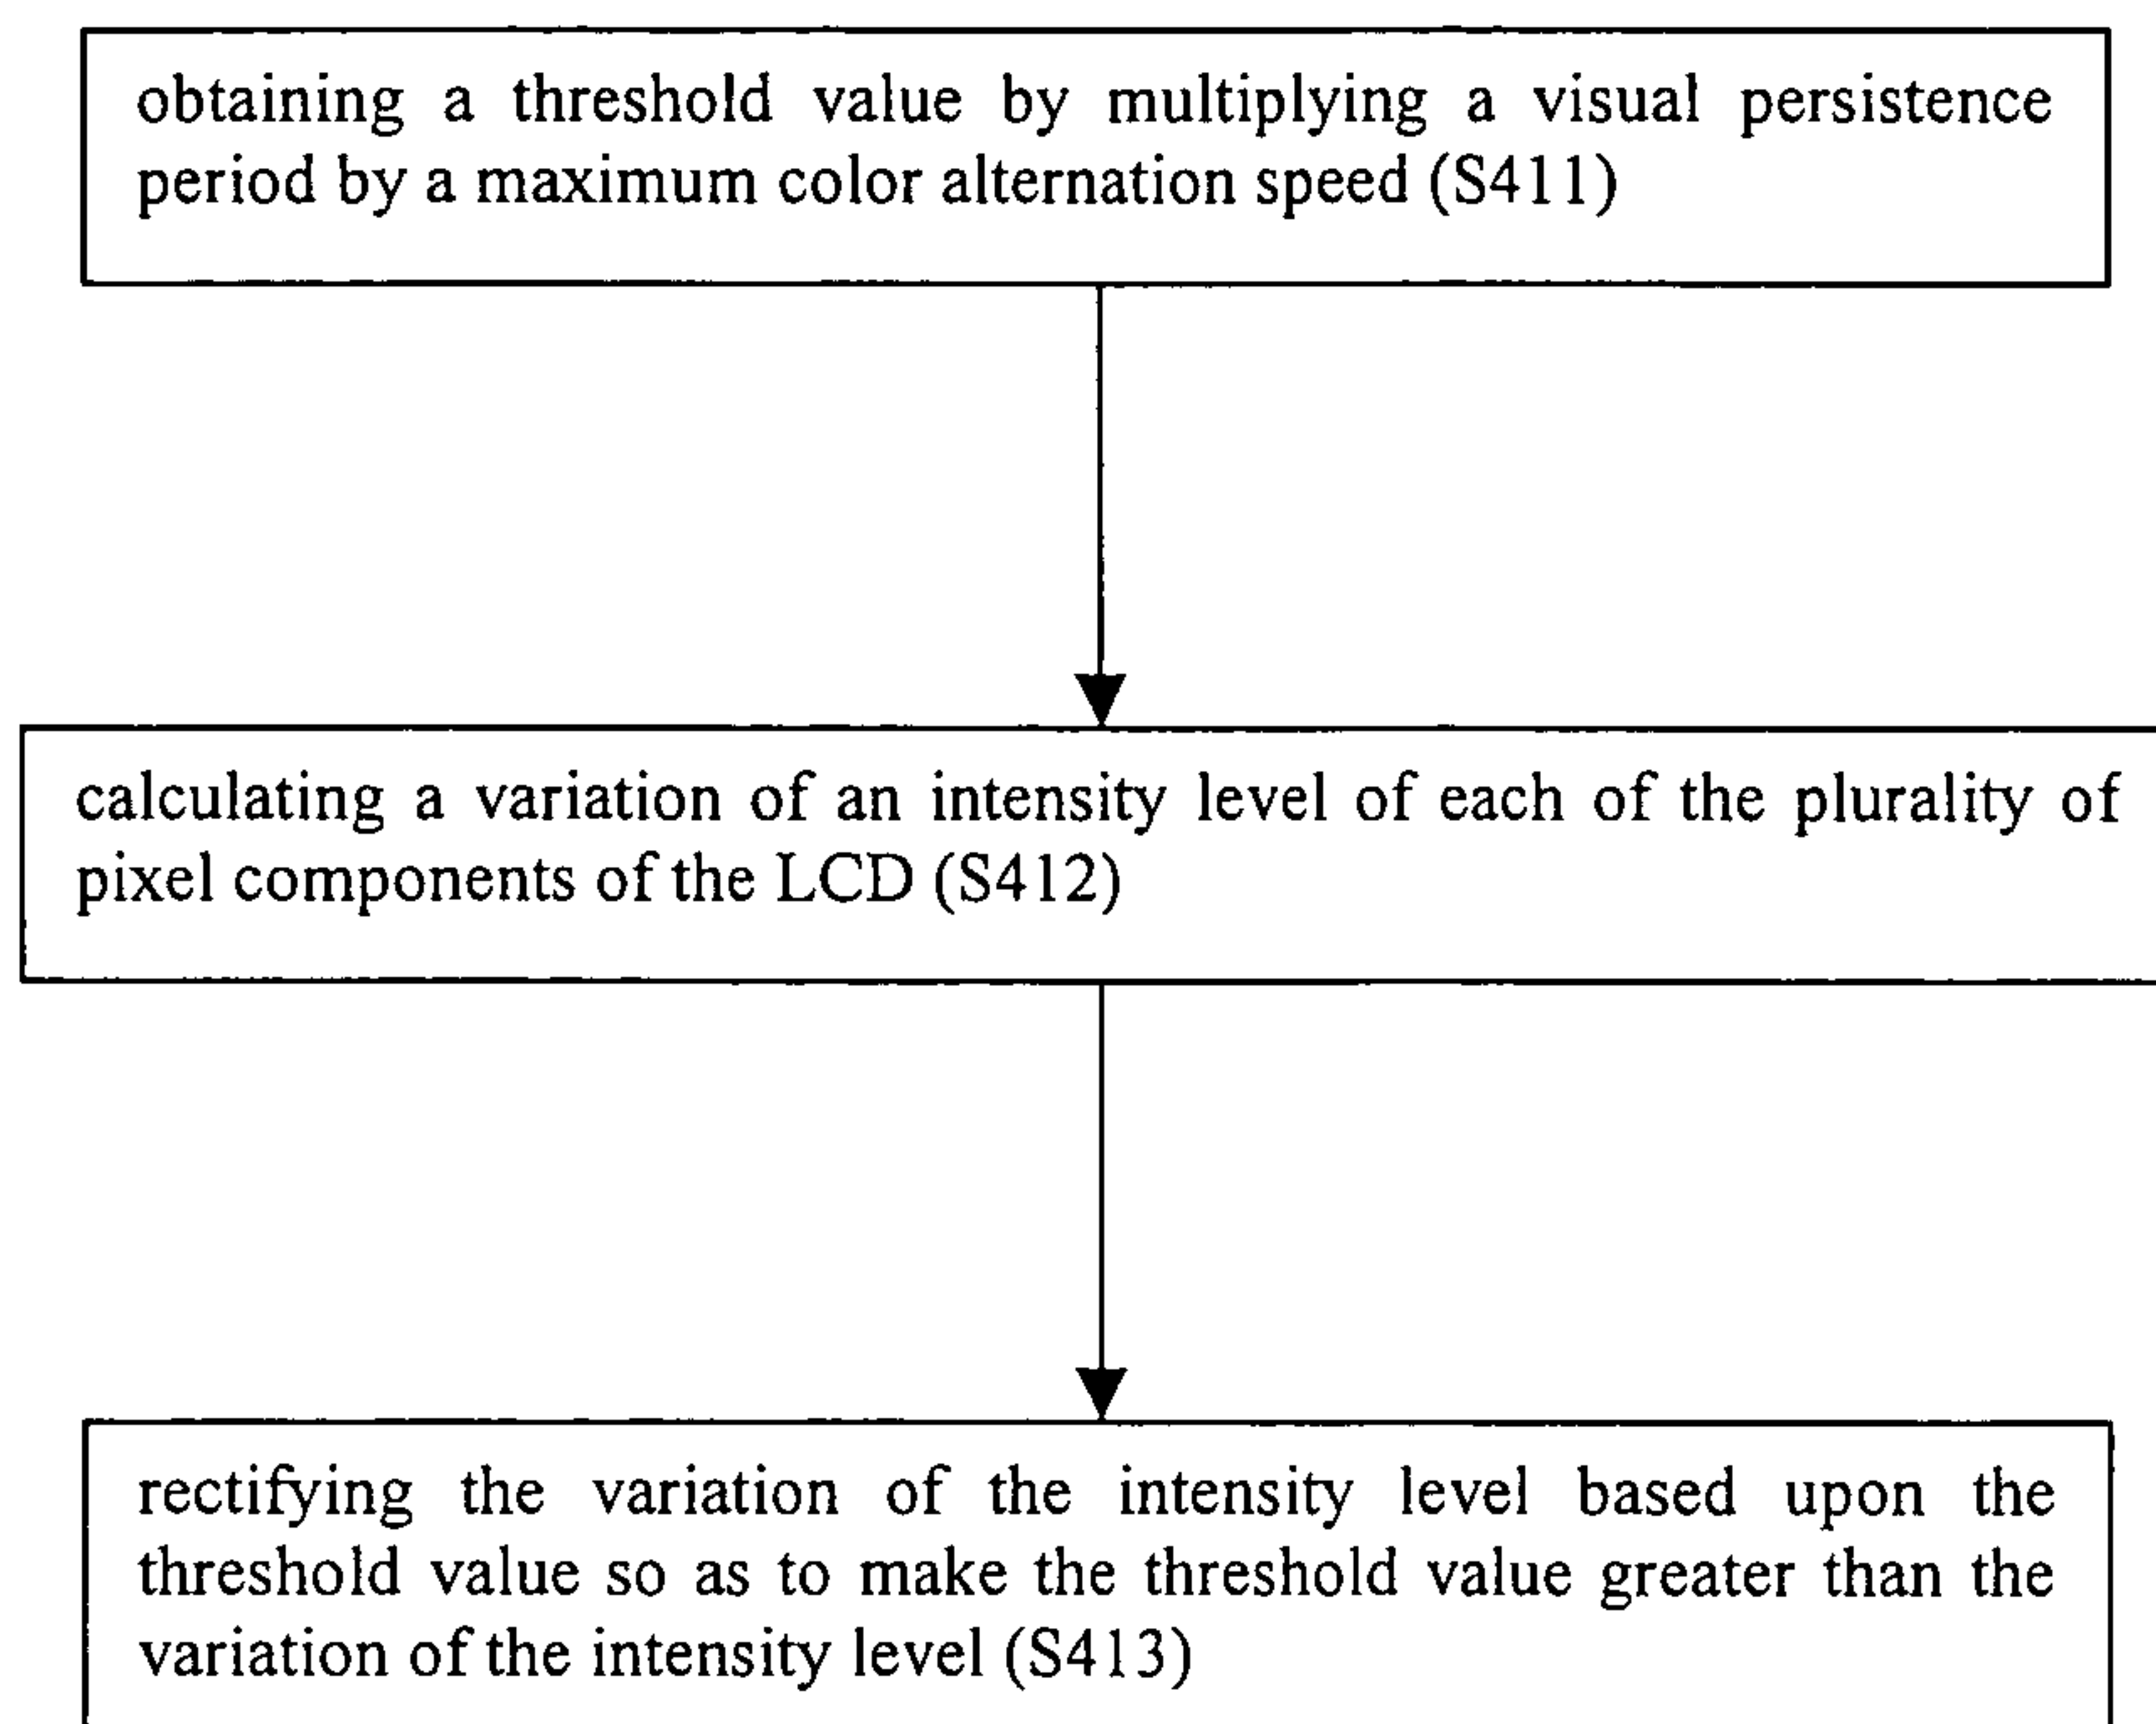 obtaining a threshold value by multiplying a visual persistence
period by a maximum color alternation speed (S411)
calculating a variation of an intensity level of each of the plurality of
pixel components of the LCD (S412)
rectifying the variation of the intensity level based upon the
threshold value so as to make the threshold value greater than the
variation of the intensity level (S413)